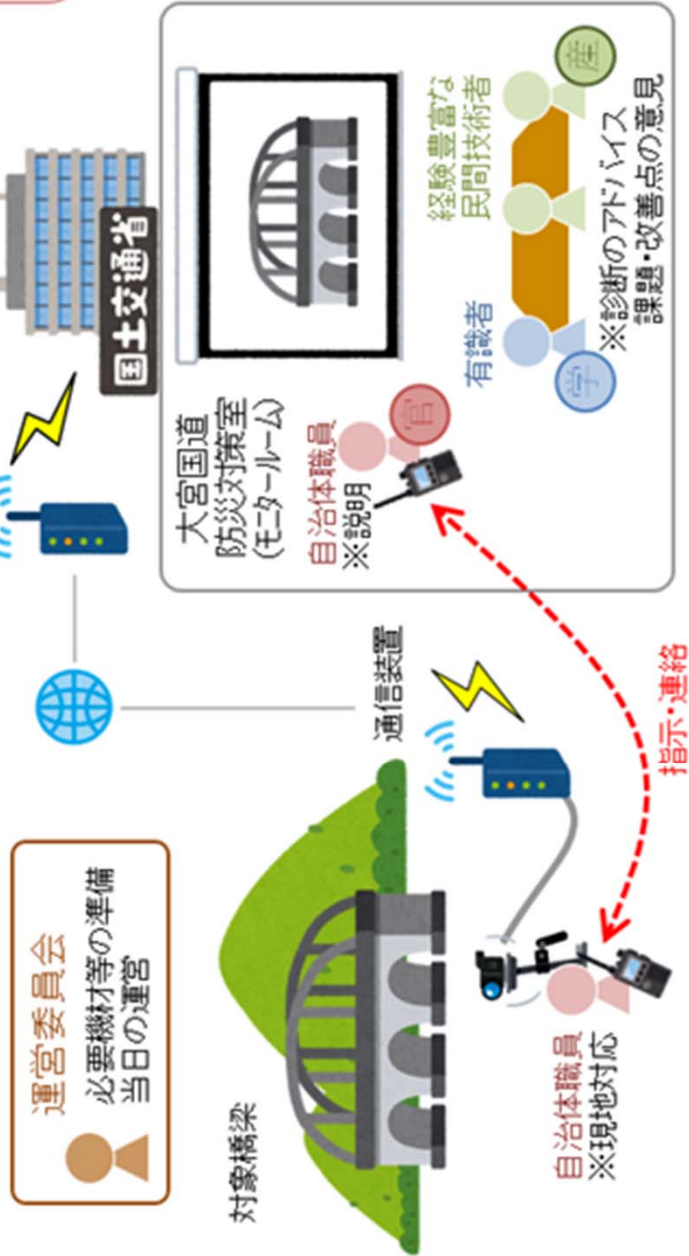 運営委員会
必要機材等の準備
当日の運営
対象橋梁
自治体職員
※現地対応
通信装置
指示・連絡
国土交通省
大宮国道
防災対策室
(モニタールーム)
自治体職員
※説明
官
有識者
学
経験豊富な
民間技術者
産
※診断のアドバイス
課題・改善点の意見